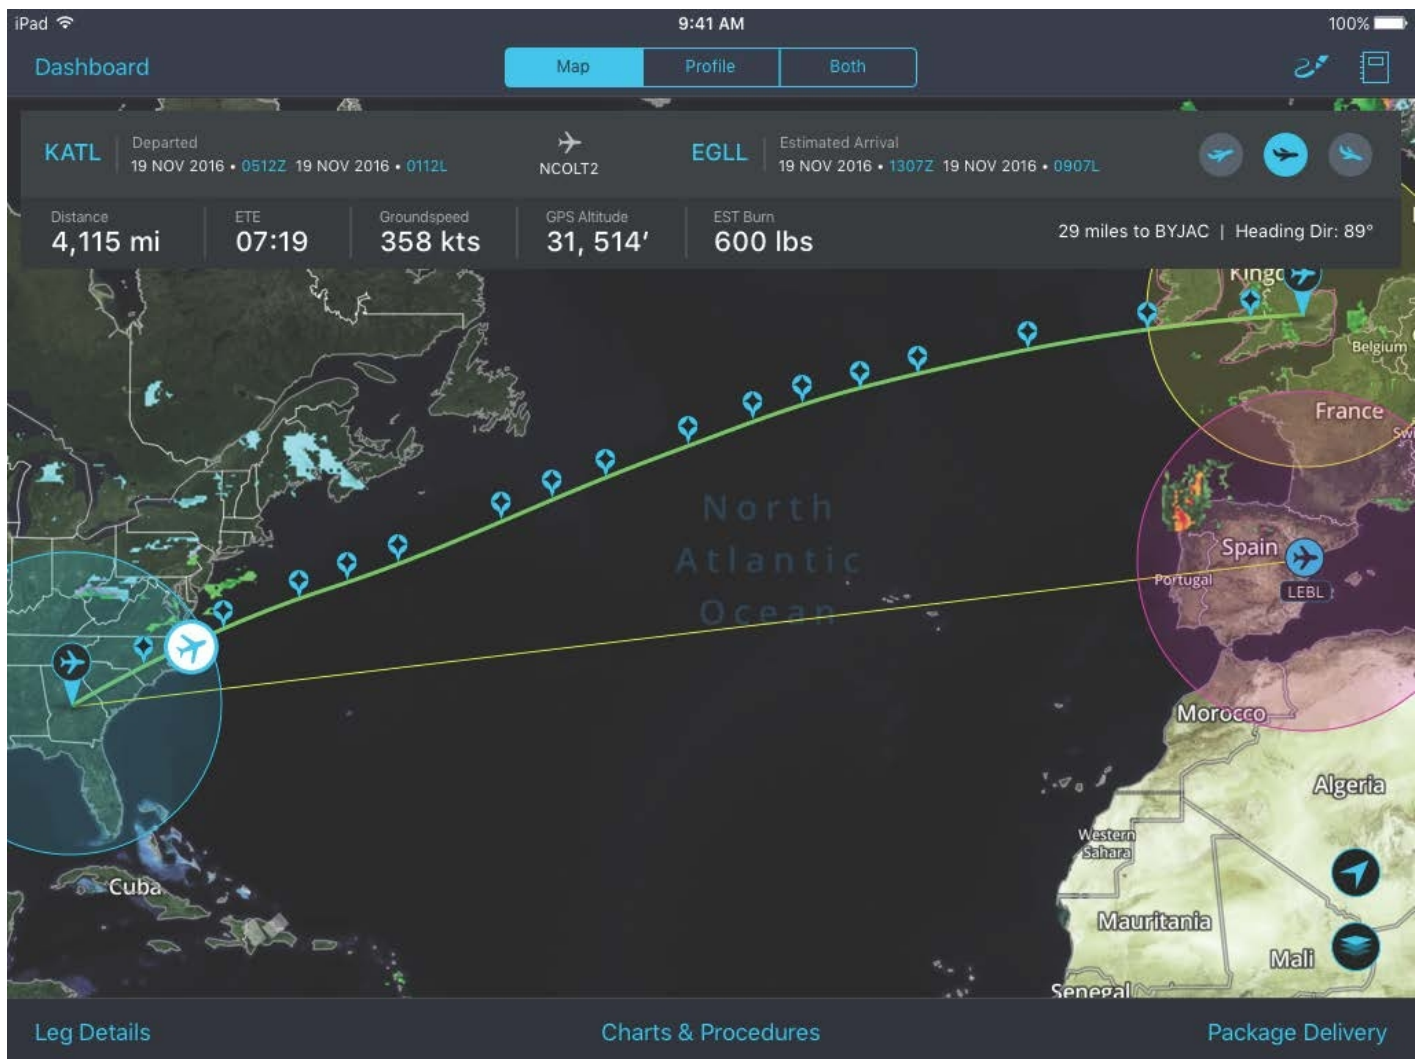 iPad 9:41 AM 100%
Dashboard Map Profile Both
KATL Departed 19 NOV 2016 • 0512Z 19 NOV 2016 • 0112L
NCOLT2
EGLL Estimated Arrival 19 NOV 2016 • 1307Z 19 NOV 2016 • 0907L
Distance ETE Groundspeed GPS Altitude EST Burn
4,115 mi 07:19 358 kts 31, 514’ 600 lbs
29 miles to BYJAC | Heading Dir: 89°
Belgium
France
North
Atlantic
Ocean
Spain
Portugal
LEBL
Morocco
Algeria
Western
Sahara
Cuba
Mauritania
Mali
Senegal
Leg Details Charts & Procedures Package Delivery